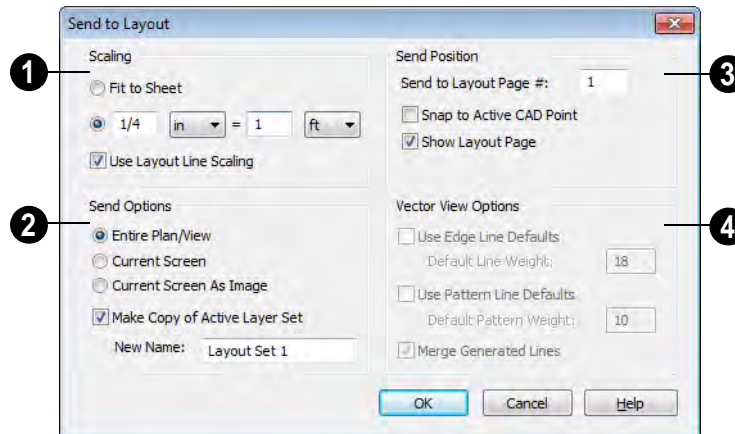 Send to Layout
1
Scaling
Fit to Sheet
1/4 in = 1 ft
Use Layout Line Scaling
Send Position
Send to Layout Page #: 1
Snap to Active CAD Point
Show Layout Page
3
2
Send Options
Entire Plan/View
Current Screen
Current Screen As Image
Make Copy of Active Layer Set
New Name: Layout Set 1
Vector View Options
Use Edge Line Defaults
Default Line Weight: 18
Use Pattern Line Defaults
Default Pattern Weight: 10
Merge Generated Lines
4
OK Cancel Help